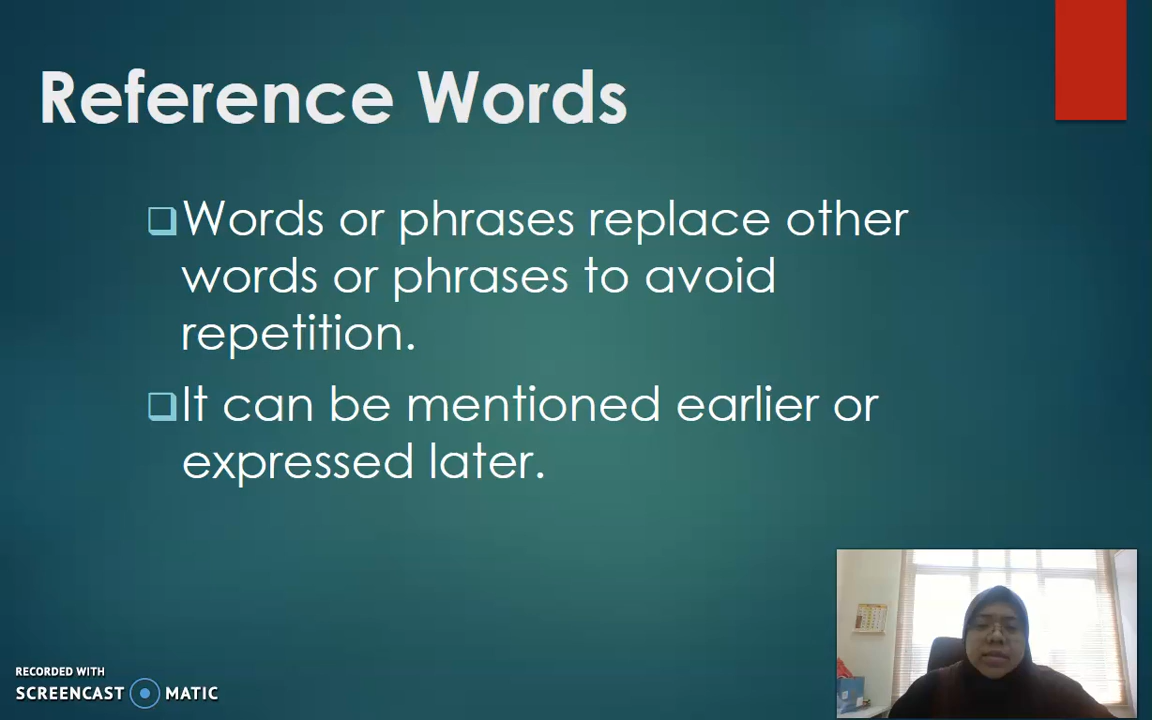 Reference Words
Words or phrases replace other
words or phrases to avoid
repetition.
It can be mentioned earlier or
expressed later.
RECORDED WITH
SCREENCAST MATIC